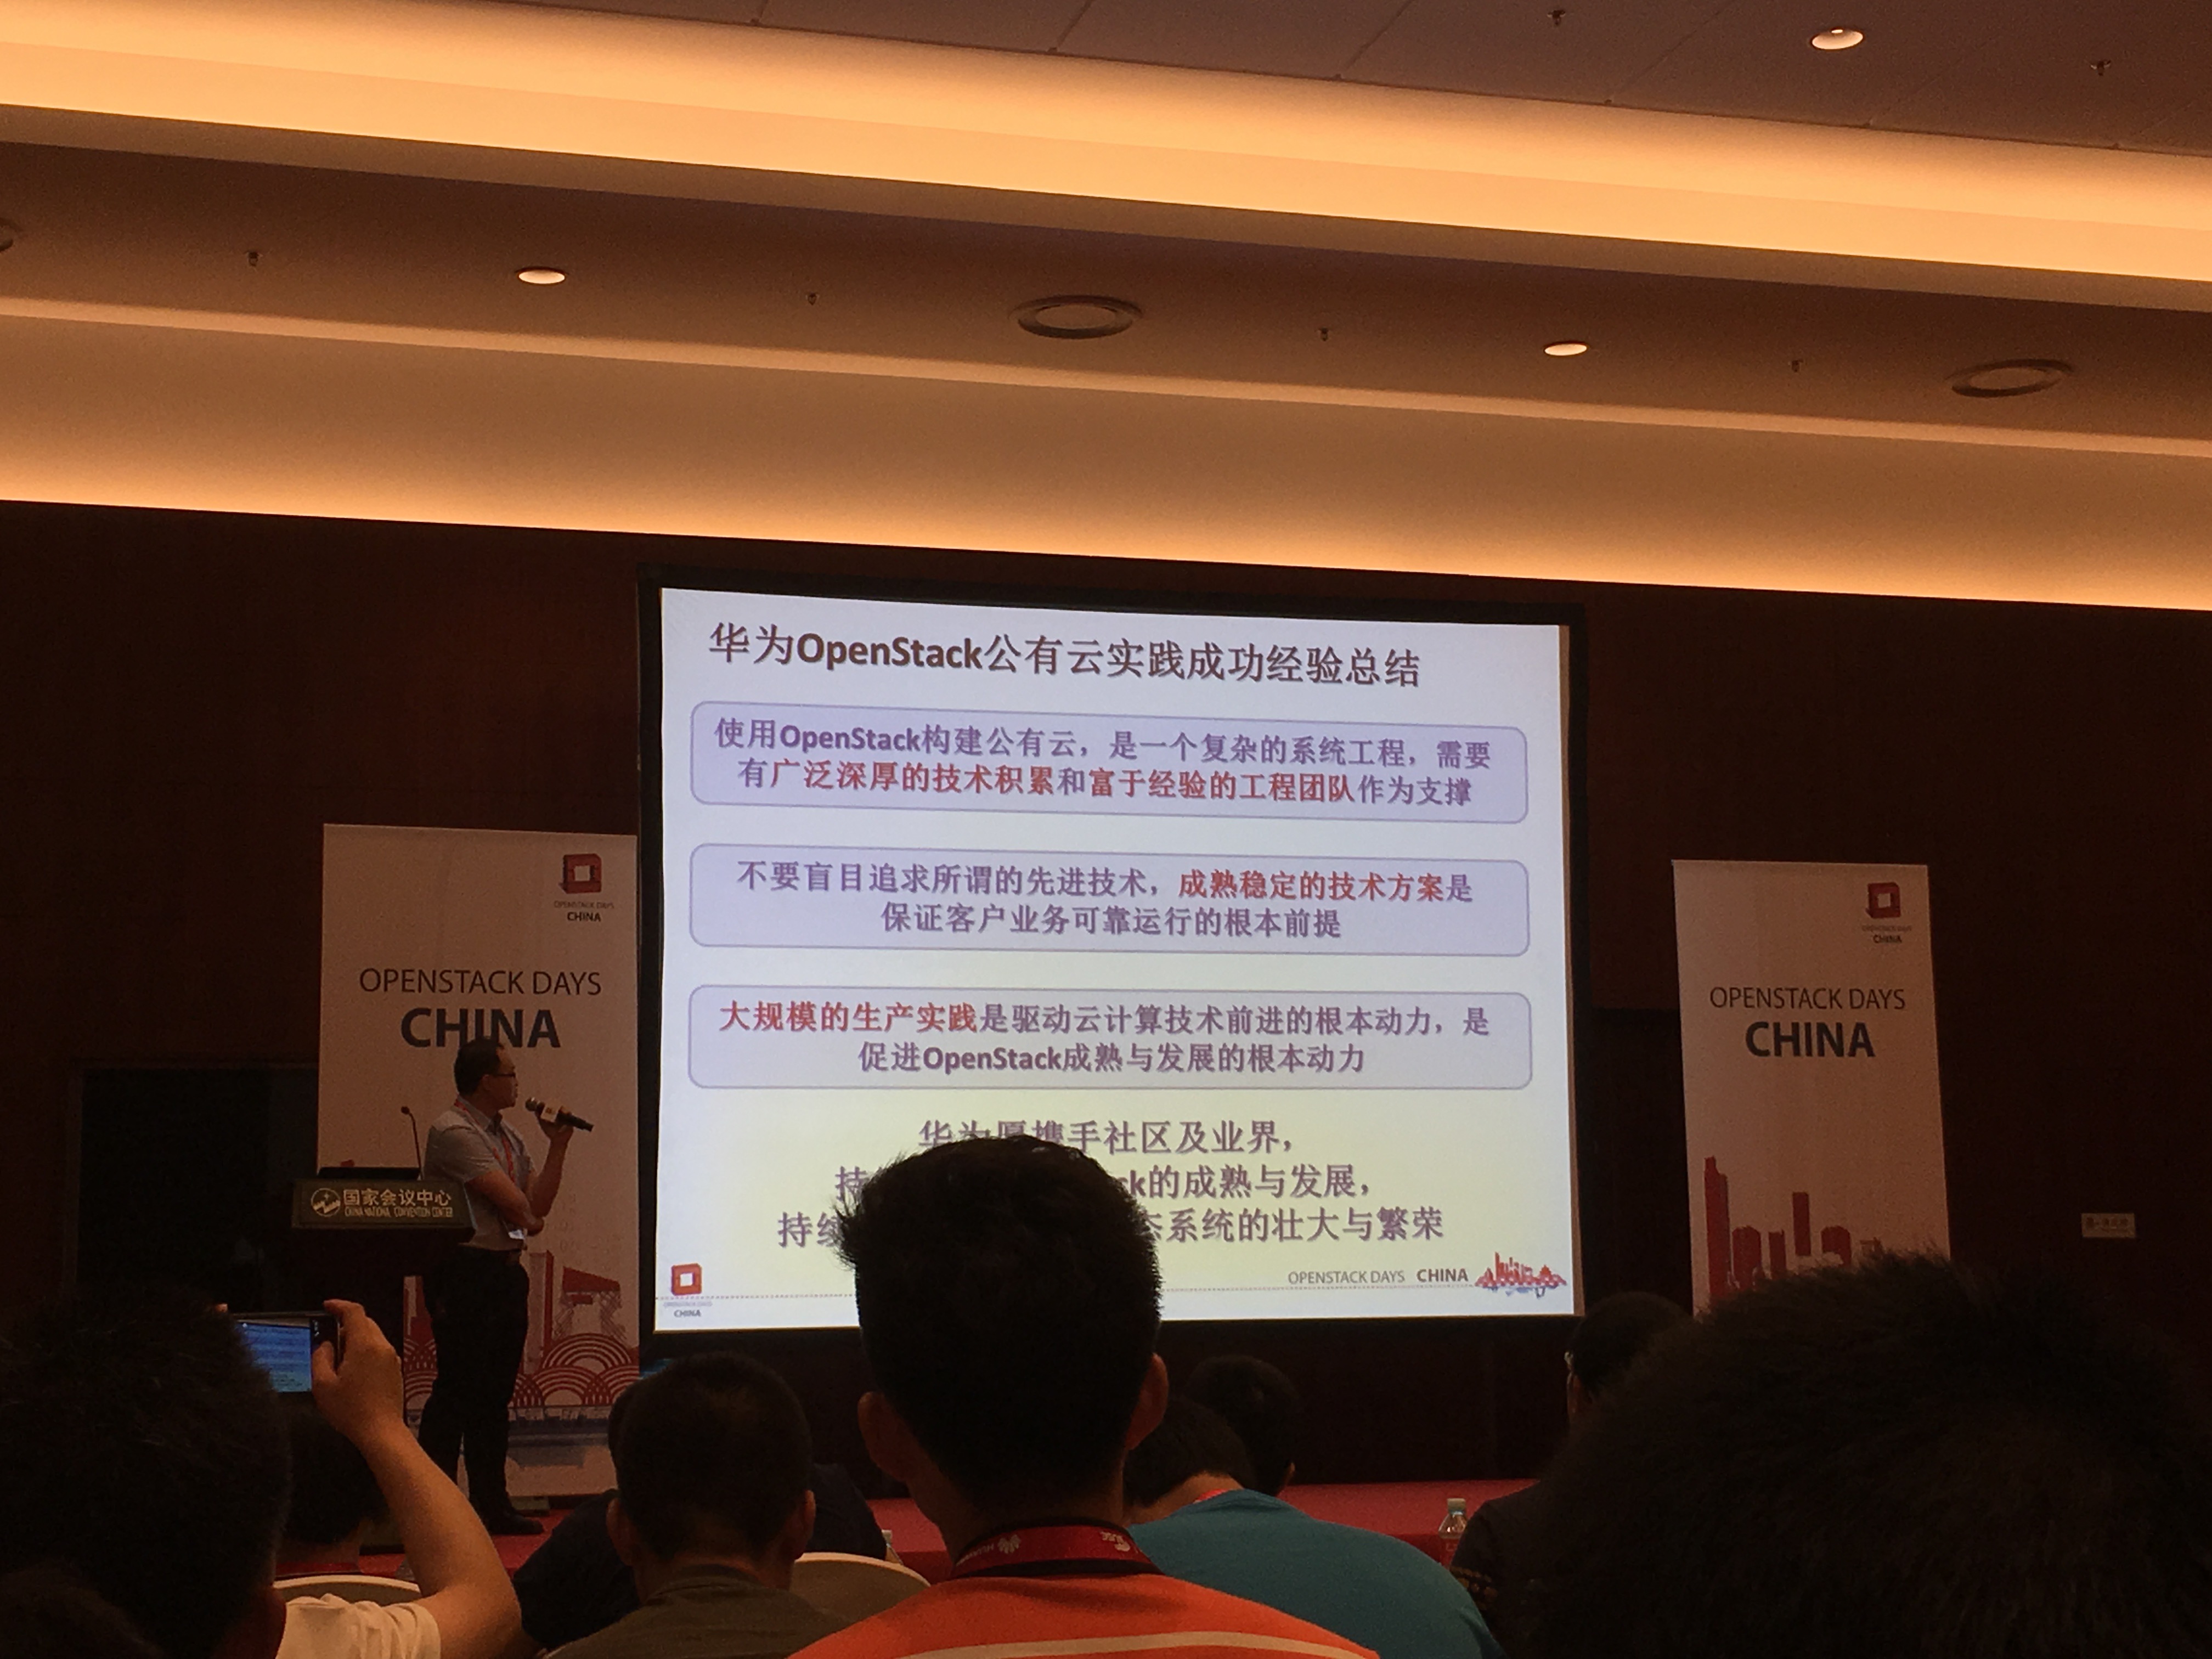 华为OpenStack公有云实践成功经验总结
使用OpenStack构建公有云，是一个复杂的系统工程，需要
有广泛深厚的技术积累和富于经验的工程团队作为支撑
不要盲目追求所谓的先进技术，成熟稳定的技术方案是
保证客户业务可靠运行的根本前提
大规模的生产实践是驱动云计算技术前进的根本动力，是
促进OpenStack成熟与发展的根本动力
华为愿携手社区及业界，
持 ck的成熟与发展，
持续 态系统的壮大与繁荣
OPENSTACK DAYS CHINA
OPENSTACK DAYS
CHINA
OPENSTACK DAYS
CHINA
OPENSTACK DAYS
CHINA
国家会议中心
CHINA NATIONAL CONVENTION CENTER
OPENSTACK DAYS
CHINA
OPENSTACK DAYS
CHINA
HUAWEI